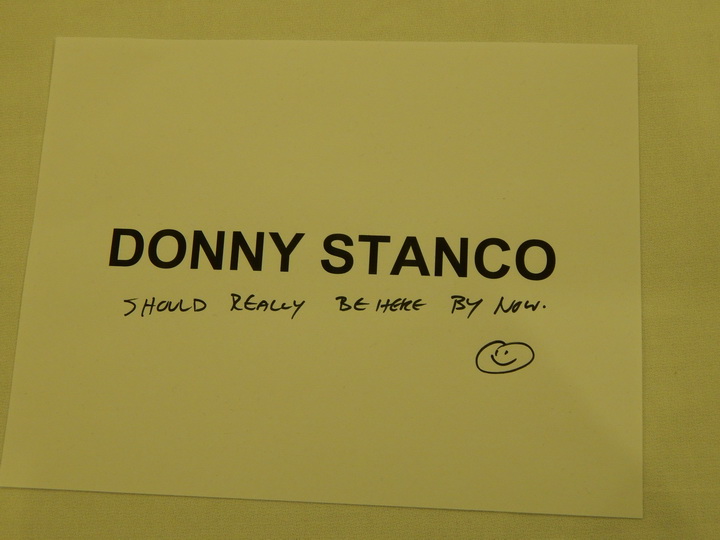 DONNY STANCO
SHOULD REALLY BE HERE BY NOW.